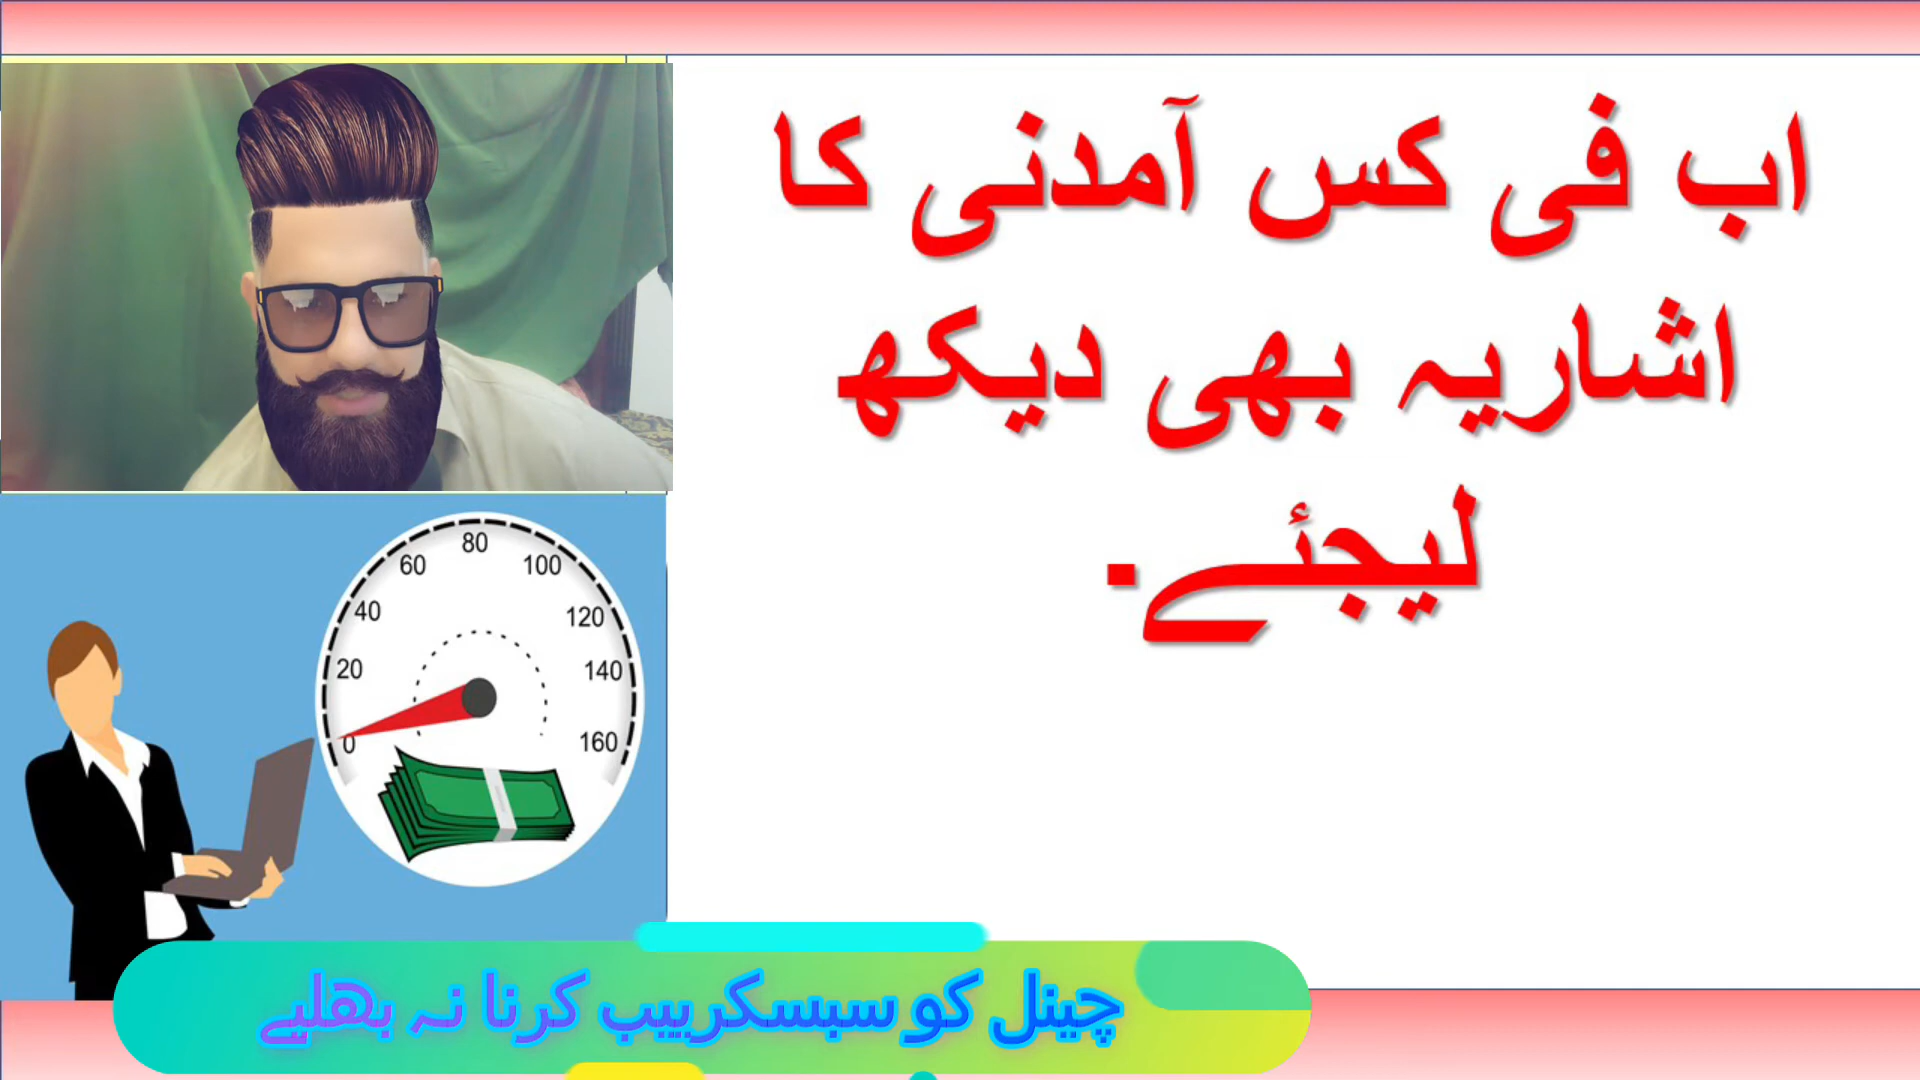 اب فی کس آمدنی کا
اشاریہ بھی دیکھ
لیجئے.
80
60
100
40
120
20
140
0
160
چینل کو سبسکرییب کرنا نہ بھلیے